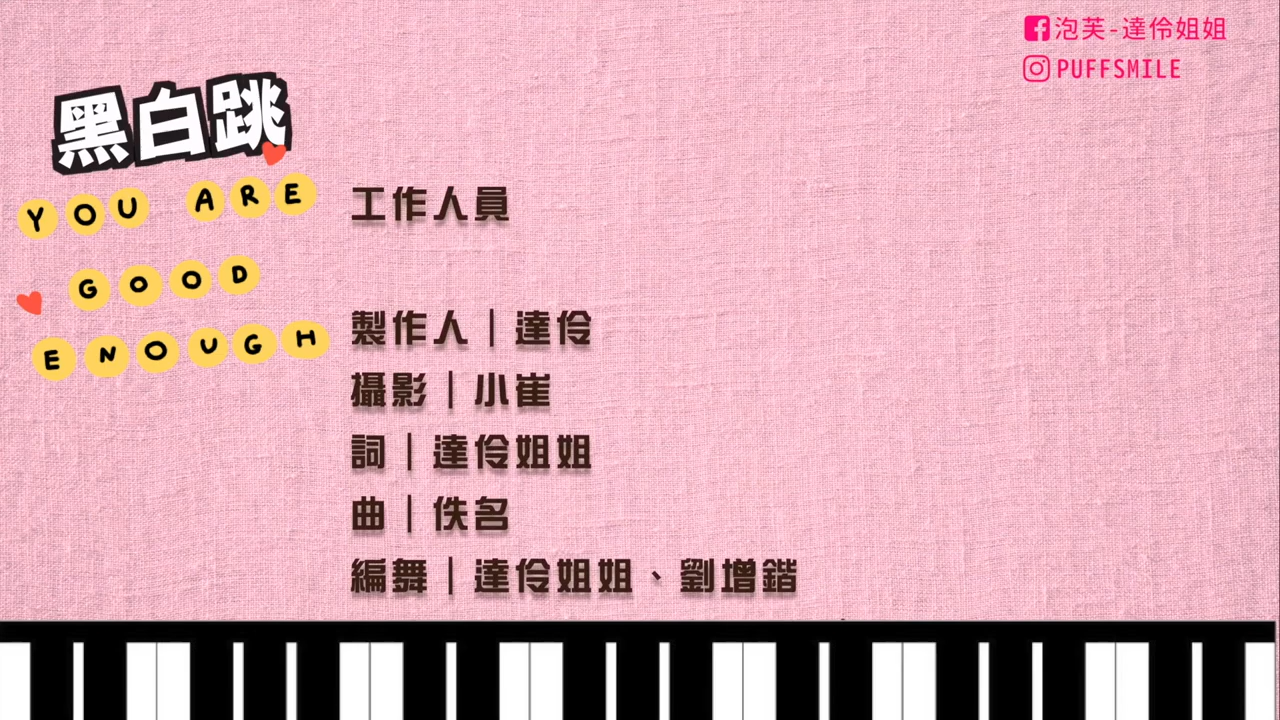 泡芙-達伶姐姐
PUFFSMILE
黑白跳
YOU ARE
GOOD
ENOUGH
工作人員
製作人｜達伶
攝影｜小崔
詞｜達伶姐姐
曲｜佚名
編舞｜達伶姐姐、劉增鍇